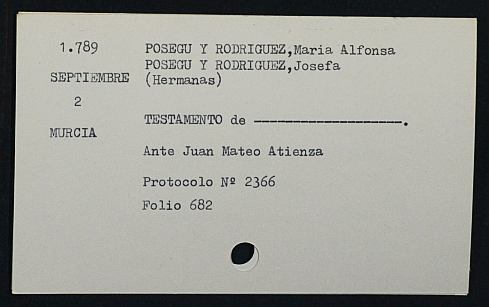 1.789
SEPTIEMBRE
2
MURCIA
POSEGU Y RODRIGUEZ,Maria Alfonsa
POSEGU Y RODRIGUEZ,Josefa
(Hermanas)
TESTAMENTO de --------------------.
Ante Juan Mateo Atienza
Protocolo Nº 2366
Folio 682